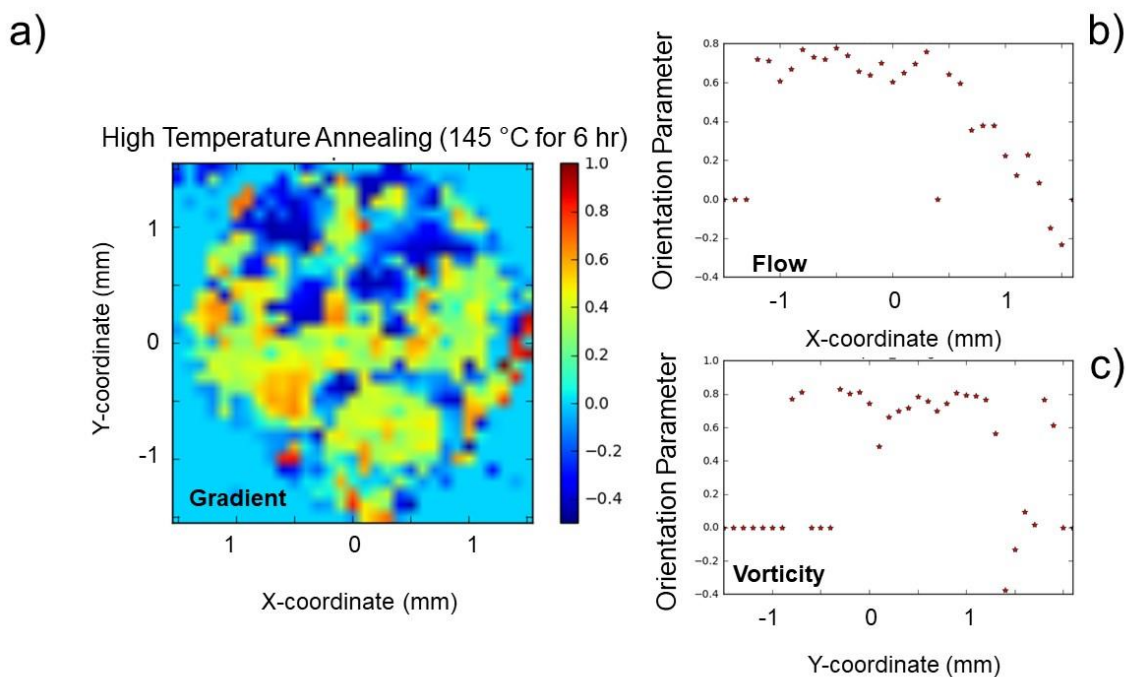 a)
High Temperature Annealing (145 °C for 6 hr)
Y-coordinate (mm)
1
0
-1
Gradient
1
0
1
X-coordinate (mm)
1.0
0.8
0.6
0.4
0.2
0.0
−0.2
−0.4
b)
Orientation Parameter
0.8
0.6
0.4
0.2
0.0
−0.2
−0.4
Flow
-1
0
1
X-coordinate (mm)
c)
Orientation Parameter
1.0
0.8
0.6
0.4
0.2
0.0
−0.2
−0.4
Vorticity
-1
0
1
Y-coordinate (mm)